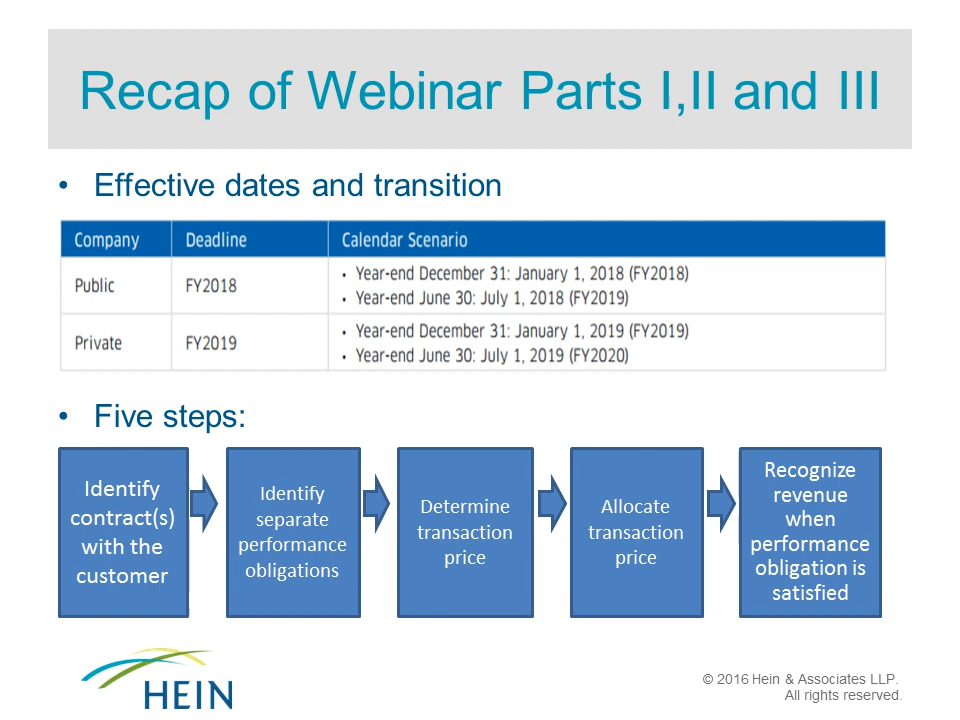 Recap of Webinar Parts I,II and III
• Effective dates and transition
Company Deadline Calendar Scenario
Public FY2018 • Year-end December 31: January 1, 2018 (FY2018)
• Year-end June 30: July 1, 2018 (FY2019)
Private FY2019 • Year-end December 31: January 1, 2019 (FY2019)
• Year-end June 30: July 1, 2019 (FY2020)
• Five steps:
Identify
contract(s)
with the
customer
Identify
separate
performance
obligations
Determine
transaction
price
Allocate
transaction
price
Recognize
revenue
when
performance
obligation is
satisfied
HEIN
© 2016 Hein & Associates LLP.
All rights reserved.